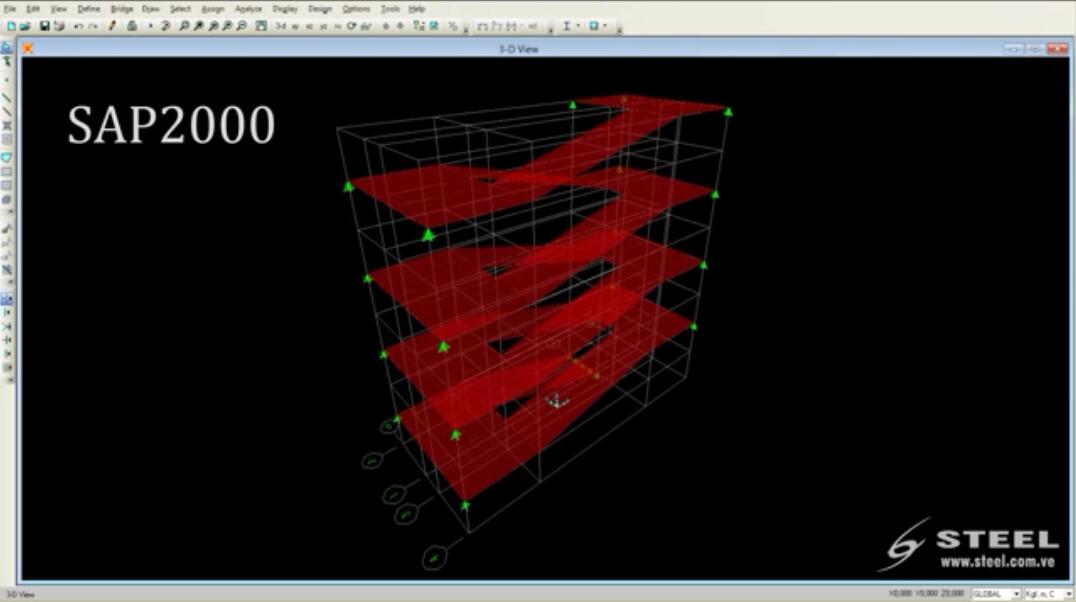 File Edit View Define Bridge Draw Select Assign Analyze Display Design Options Tools Help
3-D View
SAP2000
STEEL
www.steel.com.ve
3-D View
X0,000 Y0,000 Z0,000 GLOBAL Kgf, m, C